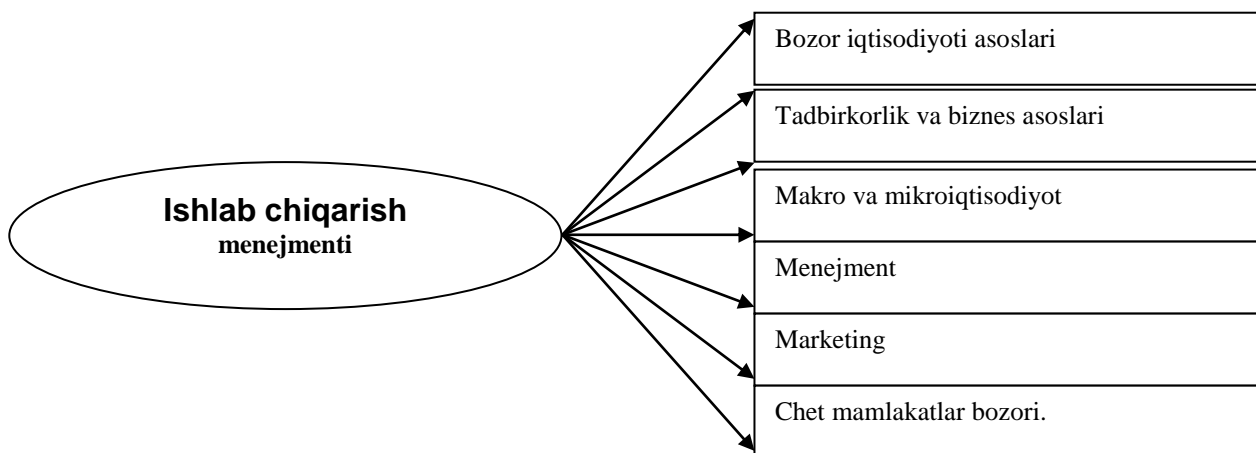 Ishlab chiqarish
menejmenti
Bozor iqtisodiyoti asoslari
Tadbirkorlik va biznes asoslari
Makro va mikroiqtisodiyot
Menejment
Marketing
Chet mamlakatlar bozori.